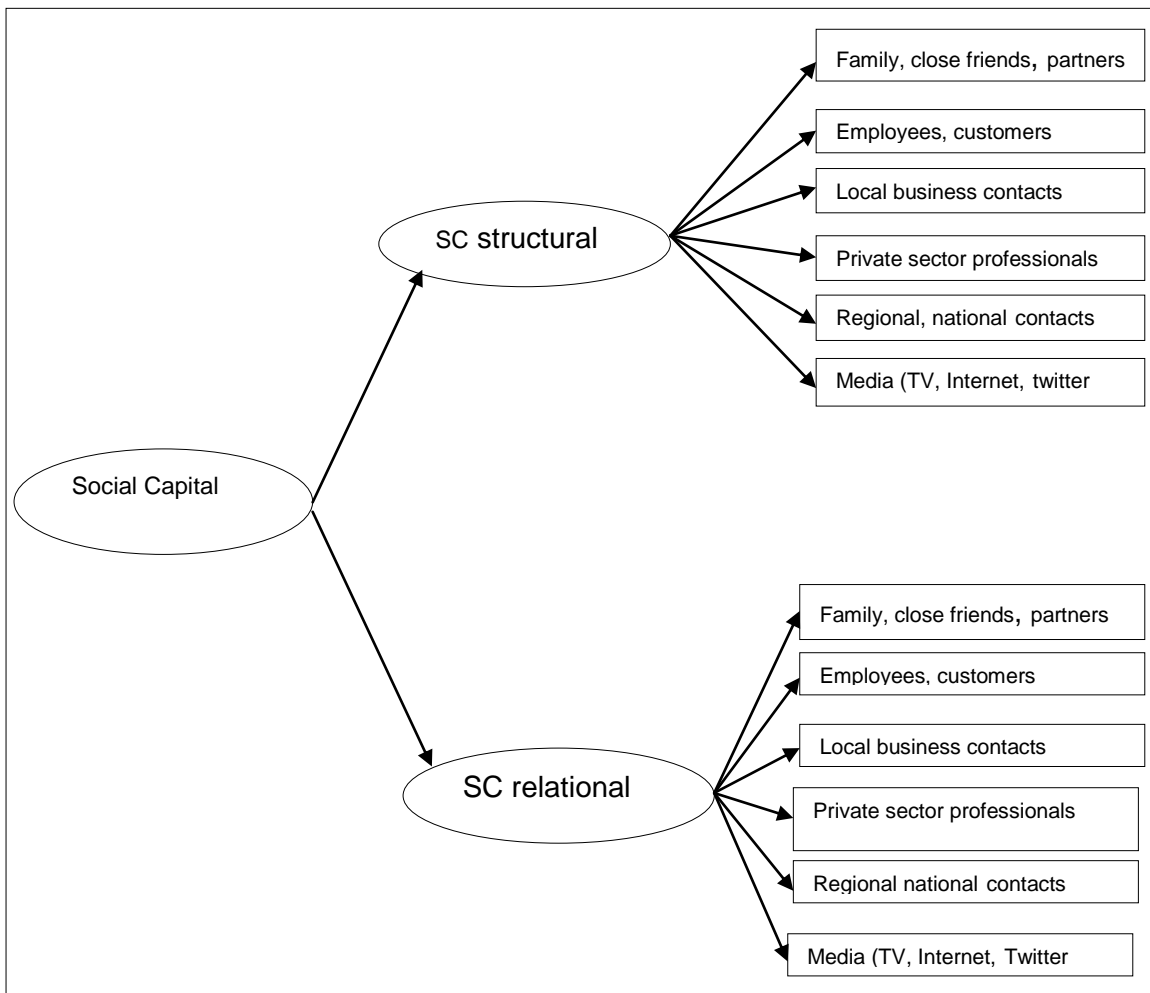 Family, close friends, partners
Employees, customers
Local business contacts
SC structural
Private sector professionals
Regional, national contacts
Media (TV, Internet, twitter
Social Capital
Family, close friends, partners
Employees, customers
Local business contacts
SC relational
Private sector professionals
Regional national contacts
Media (TV, Internet, Twitter